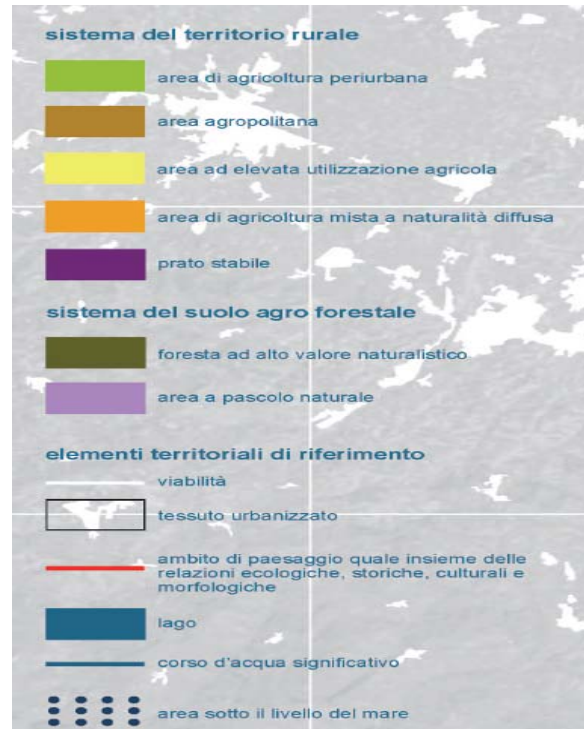 sistema del territorio rurale
area di agricoltura periurbana
area agropolitana
area ad elevata utilizzazione agricola
area di agricoltura mista a naturalità diffusa
prato stabile
sistema del suolo agro forestale
foresta ad alto valore naturalistico
area a pascolo naturale
elementi territoriali di riferimento
viabilità
tessuto urbanizzato
ambito di paesaggio quale insieme delle
relazioni ecologiche, storiche, culturali e
morfologiche
lago
corso d'acqua significativo
area sotto il livello del mare